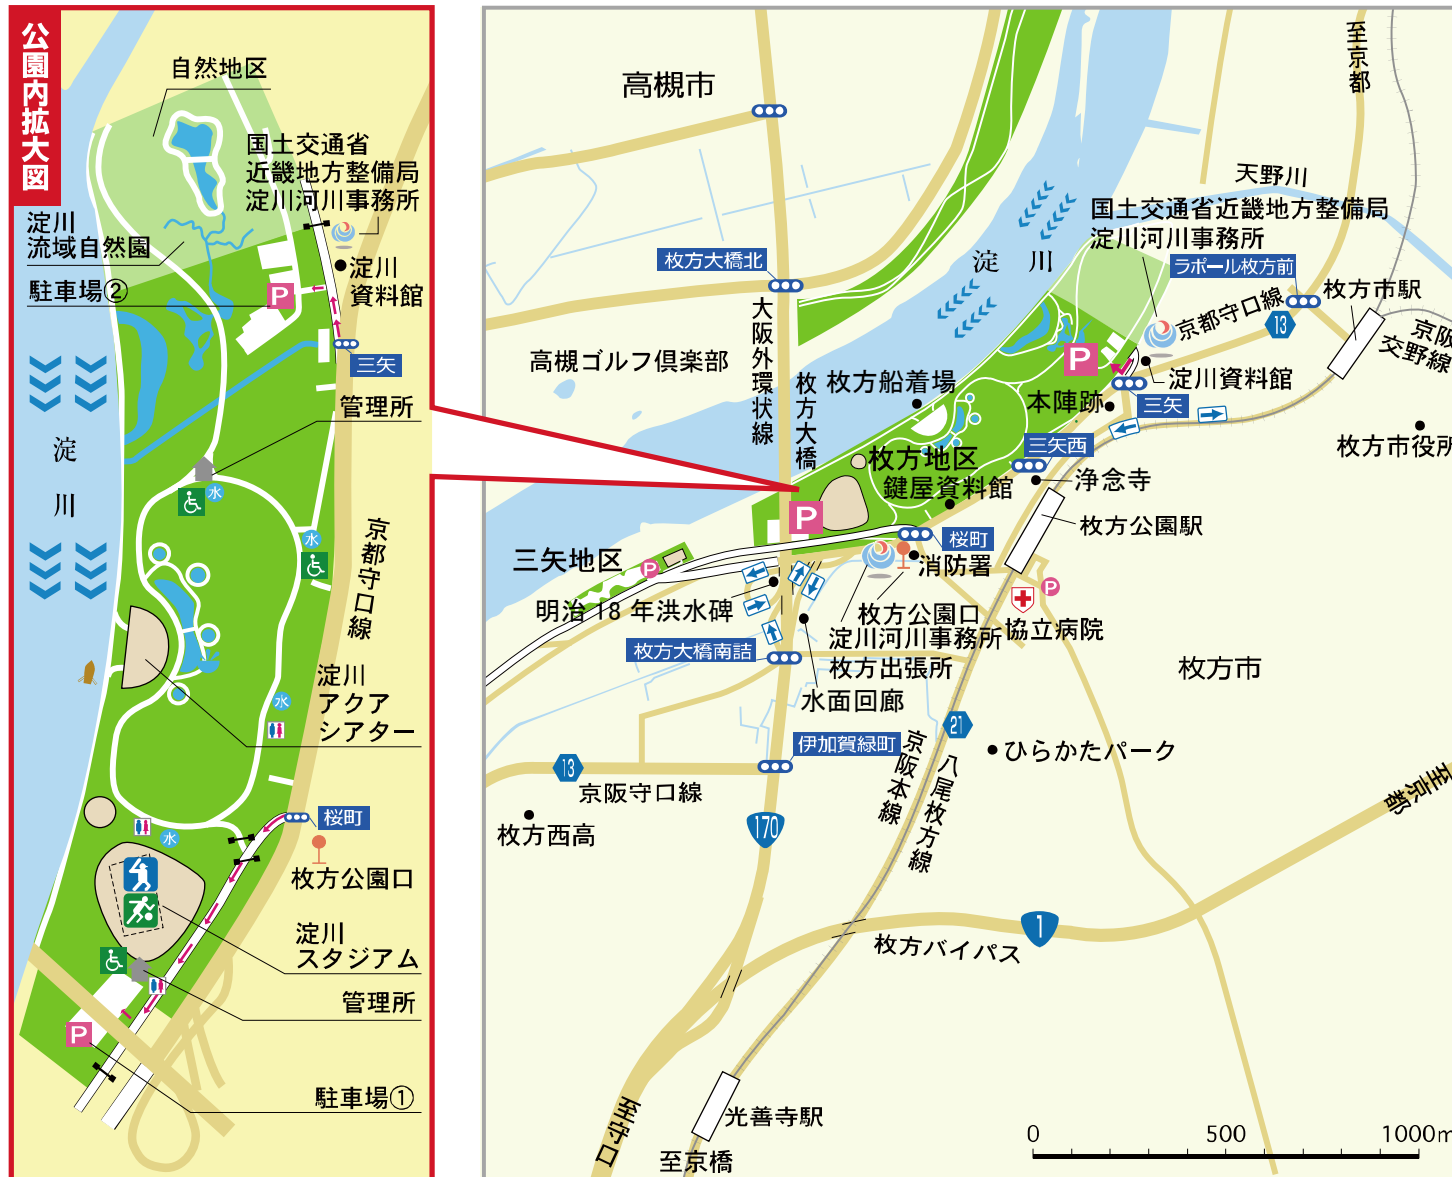 公園内拡大図
自然地区
国土交通省
近畿地方整備局
淀川河川事務所
淀川
流域自然園
淀川
資料館
駐車場②
P
三矢
管理所
淀川
水
水
京都守口線
淀川
アクア
シアター
水
桜町
水
枚方公園口
淀川
スタジアム
管理所
P
駐車場①
高槻市
至京都
天野川
国土交通省近畿地方整備局
淀川河川事務所
淀川
枚方大橋北
ラポール枚方前
枚方市駅
京都守口線
13
京阪
交野線
大阪外環状線
高槻ゴルフ倶楽部
枚方大橋
枚方船着場
P
淀川資料館
本陣跡
三矢
三矢西
枚方市役所
枚方地区
鍵屋資料館
浄念寺
P
枚方公園駅
桜町
三矢地区
P
消防署
P
明治18年洪水碑
枚方公園口
淀川河川事務所
枚方出張所
協立病院
枚方大橋南詰
枚方市
水面回廊
21
伊加賀緑町
京阪本線
八尾枚方線
ひらかたパーク
13
京阪守口線
至京都
枚方西高
170
1
枚方バイパス
至守口
光善寺駅
至京橋
0 500 1000m